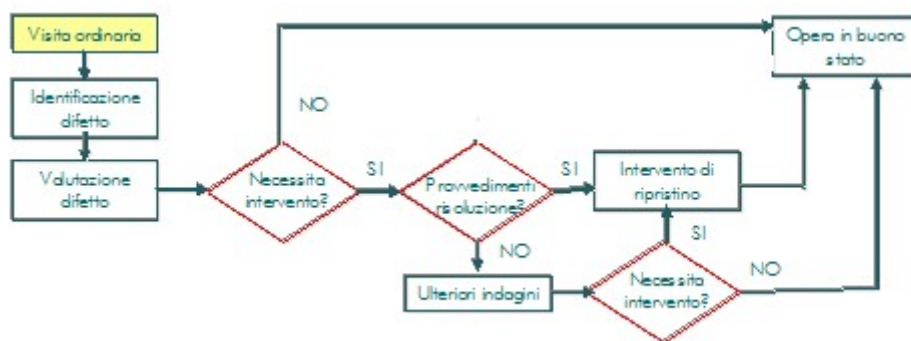 Visita ordinaria
Identificazione
difetto
Valutazione
difetto
Necessita
intervento?
NO
SI
Provvedimenti
risoluzione?
SI
NO
Ulteriori indagini
Intervento di
ripristino
SI
Necessita
intervento?
NO
Opera in buono
stato